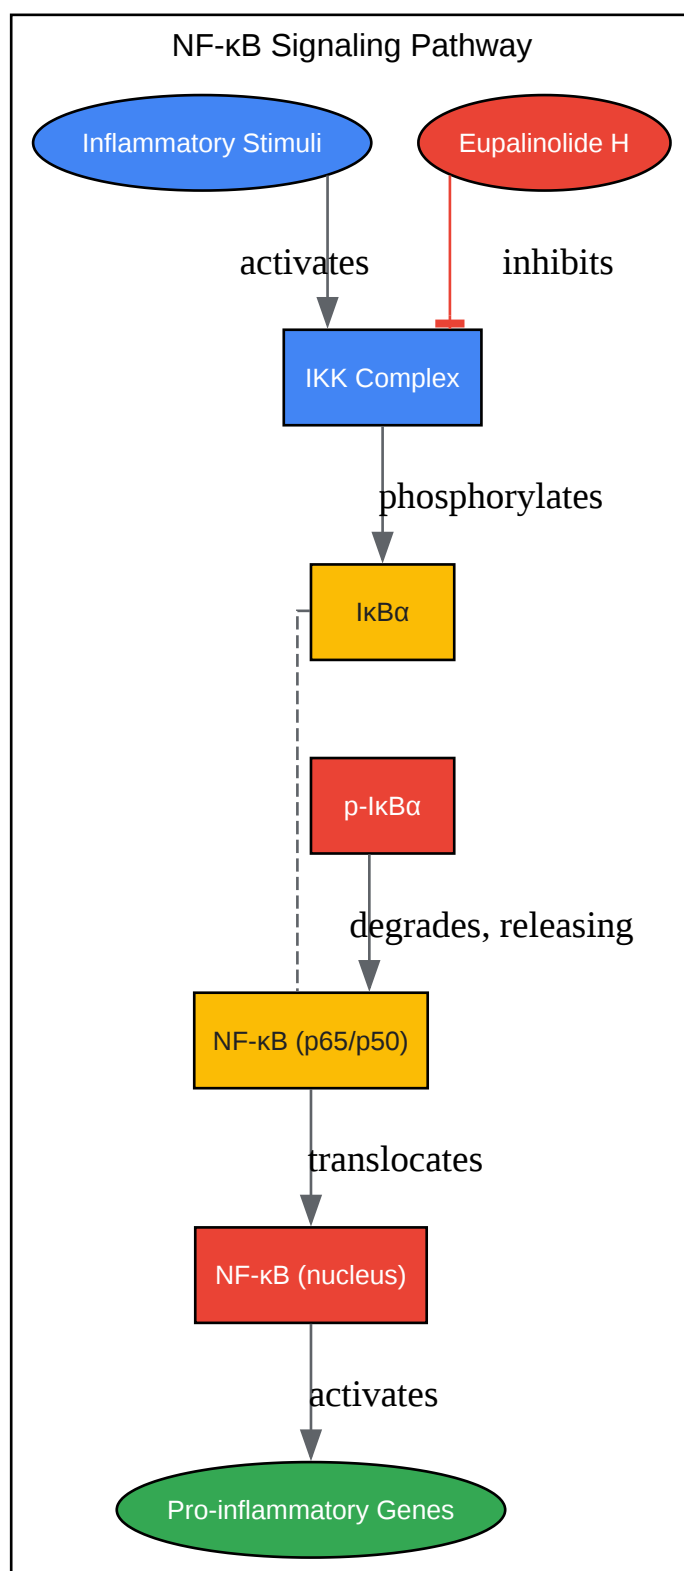 NF-κB Signaling Pathway
Inflammatory Stimuli
Eupalinolide H
activates
inhibits
IKK Complex
phosphorylates
IκBα
p-IκBα
degrades, releasing
NF-κB (p65/p50)
translocates
NF-κB (nucleus)
activates
Pro-inflammatory Genes